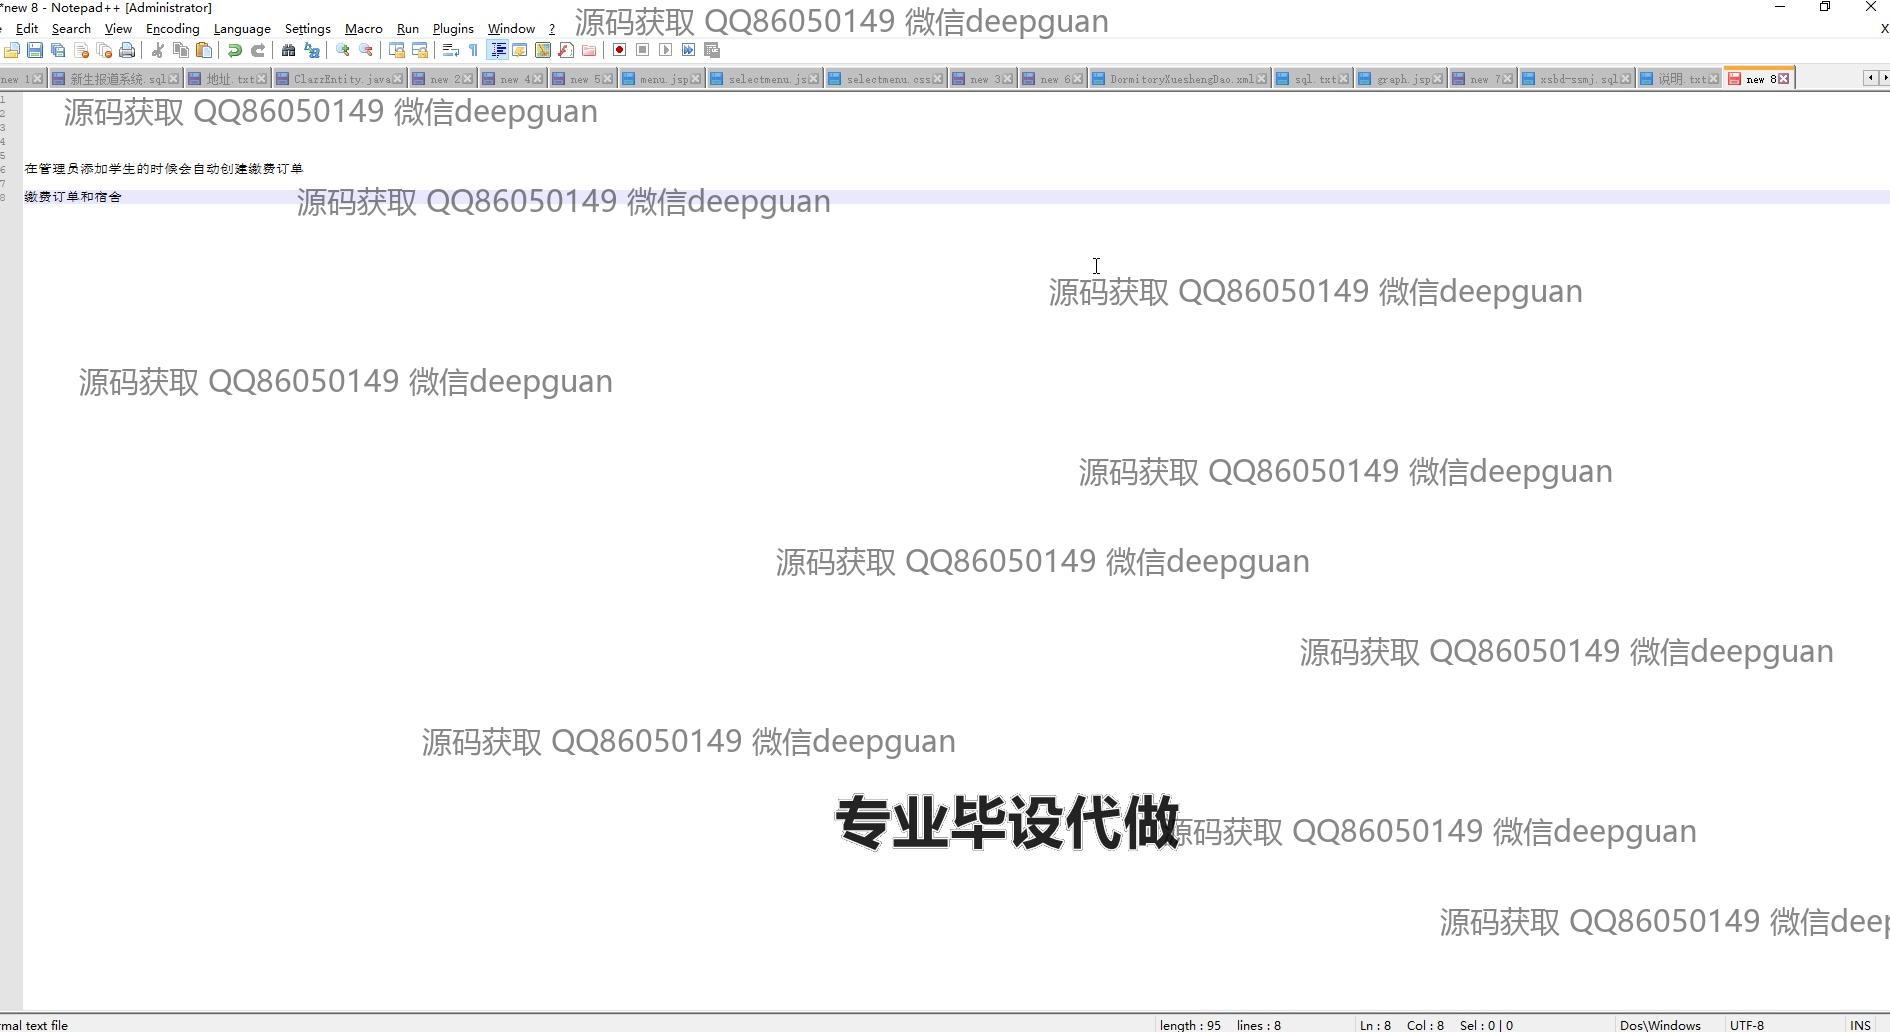 *new 8 - Notepad++ [Administrator]
源码获取 QQ86050149 微信deepguan
Edit Search View Encoding Language Settings Macro Run Plugins Window ?
X
new 1 新生报道系统.sql 地址.txt ClazzEntity.java new 2 new 4 new 5 menu.jsp selectmenu.js selectmenu.css new 3 new 6 DormitoryXueshengDao.xml sql.txt graph.jsp new 7 xsbd-ssmj.sql 说明.txt new 8
1
源码获取 QQ86050149 微信deepguan
2
3
4
5
6 在管理员添加学生的时候会自动创建缴费订单
7
8 缴费订单和宿舍
源码获取 QQ86050149 微信deepguan
源码获取 QQ86050149 微信deepguan
源码获取 QQ86050149 微信deepguan
源码获取 QQ86050149 微信deepguan
源码获取 QQ86050149 微信deepguan
源码获取 QQ86050149 微信deepguan
源码获取 QQ86050149 微信deepguan
专业毕设代做
源码获取 QQ86050149 微信deepguan
源码获取 QQ86050149 微信deep
rmal text file length : 95 lines : 8 Ln : 8 Col : 8 Sel : 0 | 0 Dos\Windows UTF-8 INS